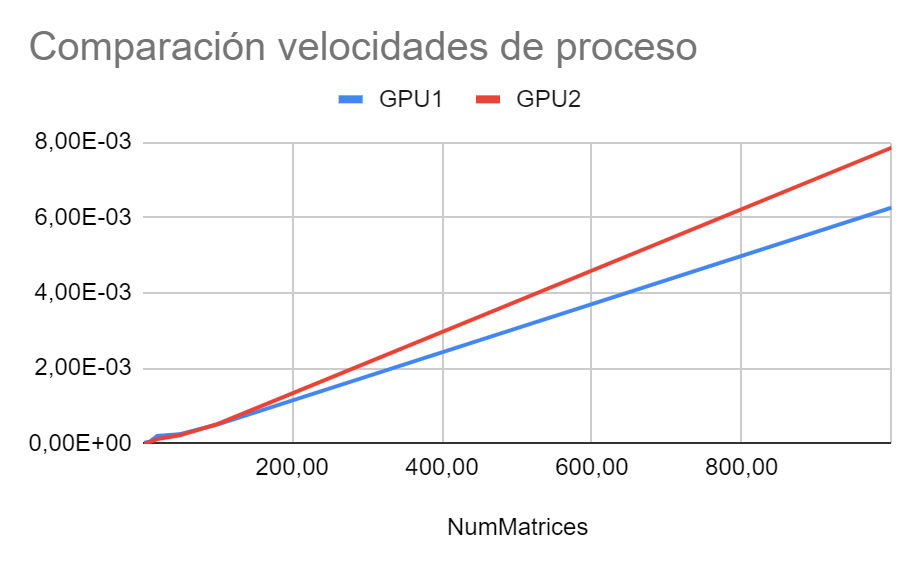 Comparación velocidades de proceso
GPU1 GPU2
8,00E-03
6,00E-03
4,00E-03
2,00E-03
0,00E+00
200,00 400,00 600,00 800,00
NumMatrices